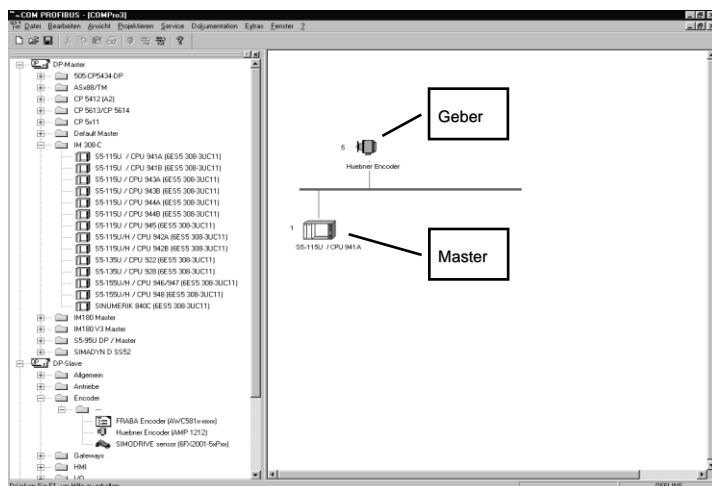 COM PROFIBUS - [COMPro3]
Datei Bearbeiten Ansicht Projektieren Service Dokumentation Extras Fenster ?
DP-Master
505-CP5434-DP
ASx88/TM
CP 5412 (A2)
CP 5613/CP 5614
CP 5x11
Default Master
IM 308-C
S5-115U / CPU 941A (6ES5 308-3UC11)
S5-115U / CPU 941B (6ES5 308-3UC11)
S5-115U / CPU 943A (6ES5 308-3UC11)
S5-115U / CPU 943B (6ES5 308-3UC11)
S5-115U / CPU 944A (6ES5 308-3UC11)
S5-115U / CPU 944B (6ES5 308-3UC11)
S5-115U / CPU 945 (6ES5 308-3UC11)
S5-115U/H / CPU 942A (6ES5 308-3UC11)
S5-115U/H / CPU 942B (6ES5 308-3UC11)
S5-135U / CPU 922 (6ES5 308-3UC11)
S5-135U / CPU 928 (6ES5 308-3UC11)
S5-155U/H / CPU 946/947 (6ES5 308-3UC11)
S5-155U/H / CPU 948 (6ES5 308-3UC11)
SINUMERIK 840C (6ES5 308-3UC11)
IM180 Master
IM180 V3 Master
S5-95U DP / Master
SIMADYN D SS52
DP-Slave
Allgemein
Antriebe
Encoder
FRABA Encoder (AWC581x-xxxx)
Huebner Encoder (AMP 1212)
SIMODRIVE sensor (6FX2001-5xPxx)
Gateways
HMI
I/O
Geber
5
Huebner Encoder
1
S5-115U / CPU 941A
Master
Drücken Sie F1, um Hilfe zu erhalten.
OFFLINE